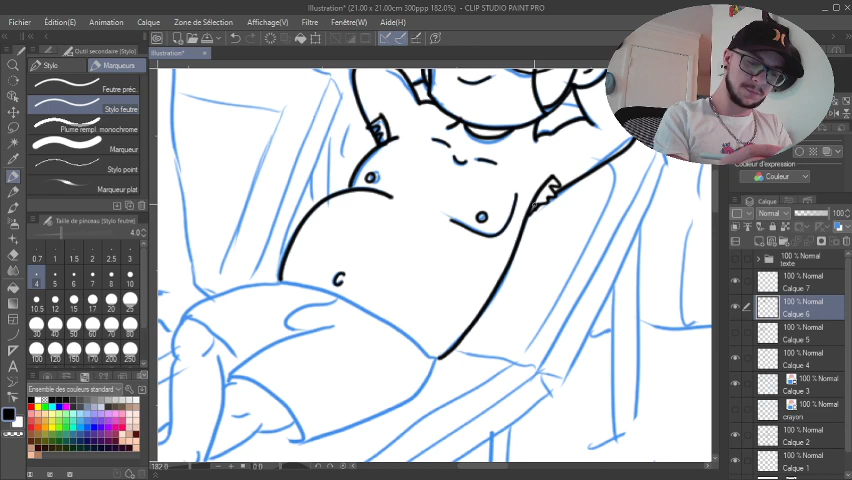 Illustration* (21.00 x 21.00cm 300ppp 182.0%) - CLIP STUDIO PAINT PRO
Fichier Édition(E) Animation Calque Zone de Sélection Affichage(V) Filtre Fenêtre(W) Aide(H)
Outil secondaire (Stylo)
Illustration*
Stylo Marqueurs
Feutre préc.
Stylo feutre
Plume rempl. monochrome
Marqueur
Stylo point
Marqueur plat
Taille de pinceau (Stylo feutre)
4.0
0.7 1 1.5 2 2.5 3
4 5 6 7 8 10
10.5 12 15 17 20 25
30 40 50 60 70 80
100 120 150 170 200 250
Ensemble des couleurs standard
182.0 0.0
Couleur d'expression
Couleur
Calque
Normal 100
100 % Normal
texte
100 % Normal
Calque 7
100 % Normal
Calque 6
100 % Normal
Calque 5
100 % Normal
Calque 4
100 % Normal
Calque 3
100 % Normal
crayon
100 % Normal
Calque 2
100 % Normal
Calque 1